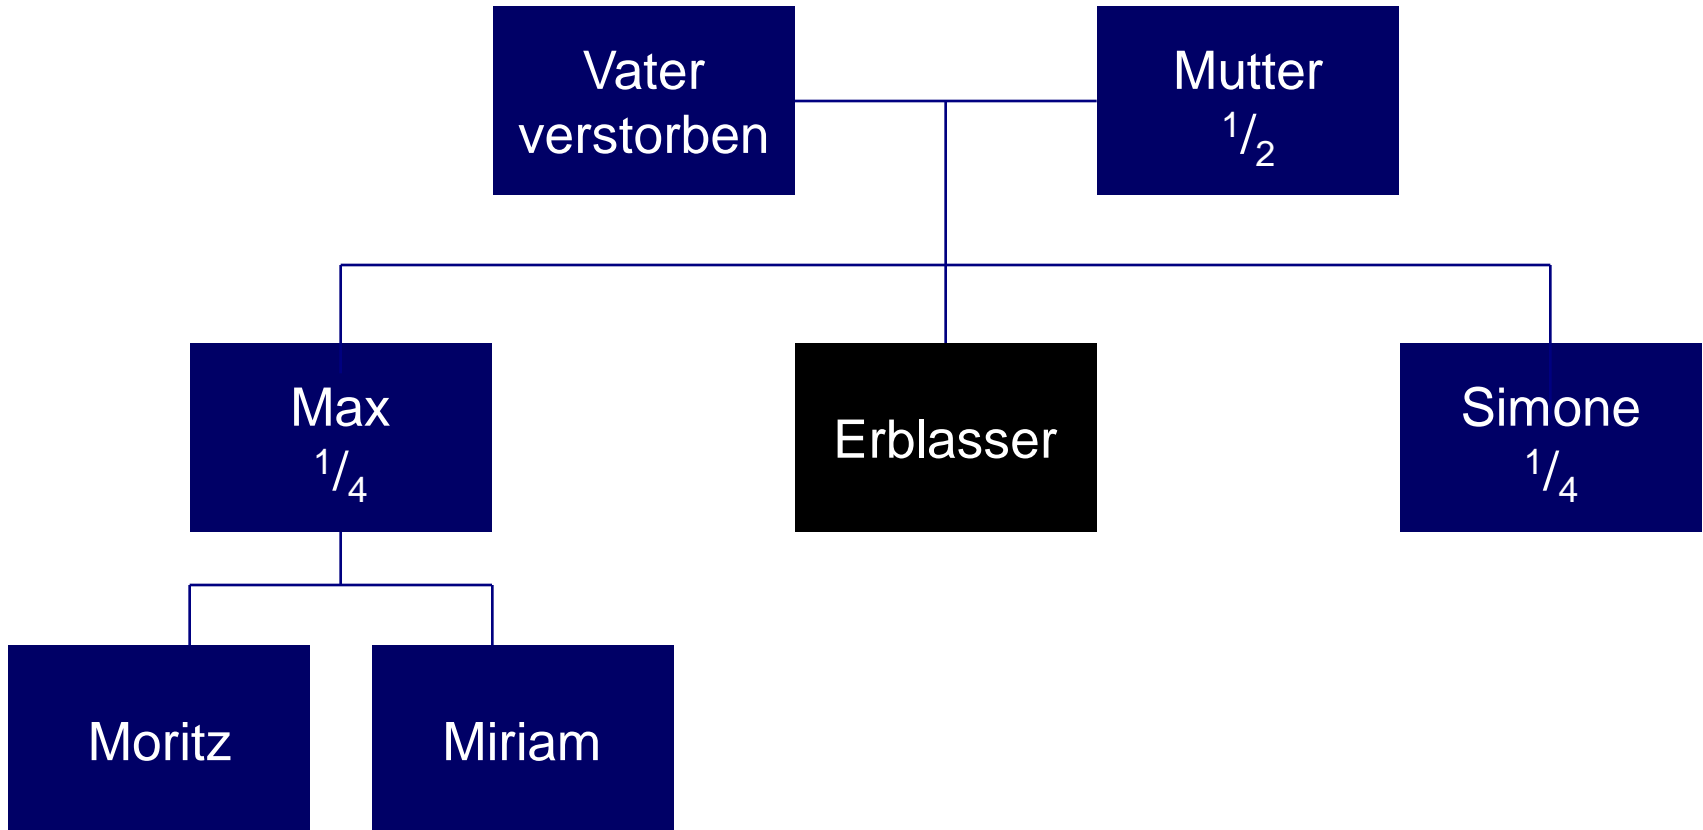 Vater
verstorben
Mutter
1/2
Max
1/4
Erblasser
Simone
1/4
Moritz
Miriam